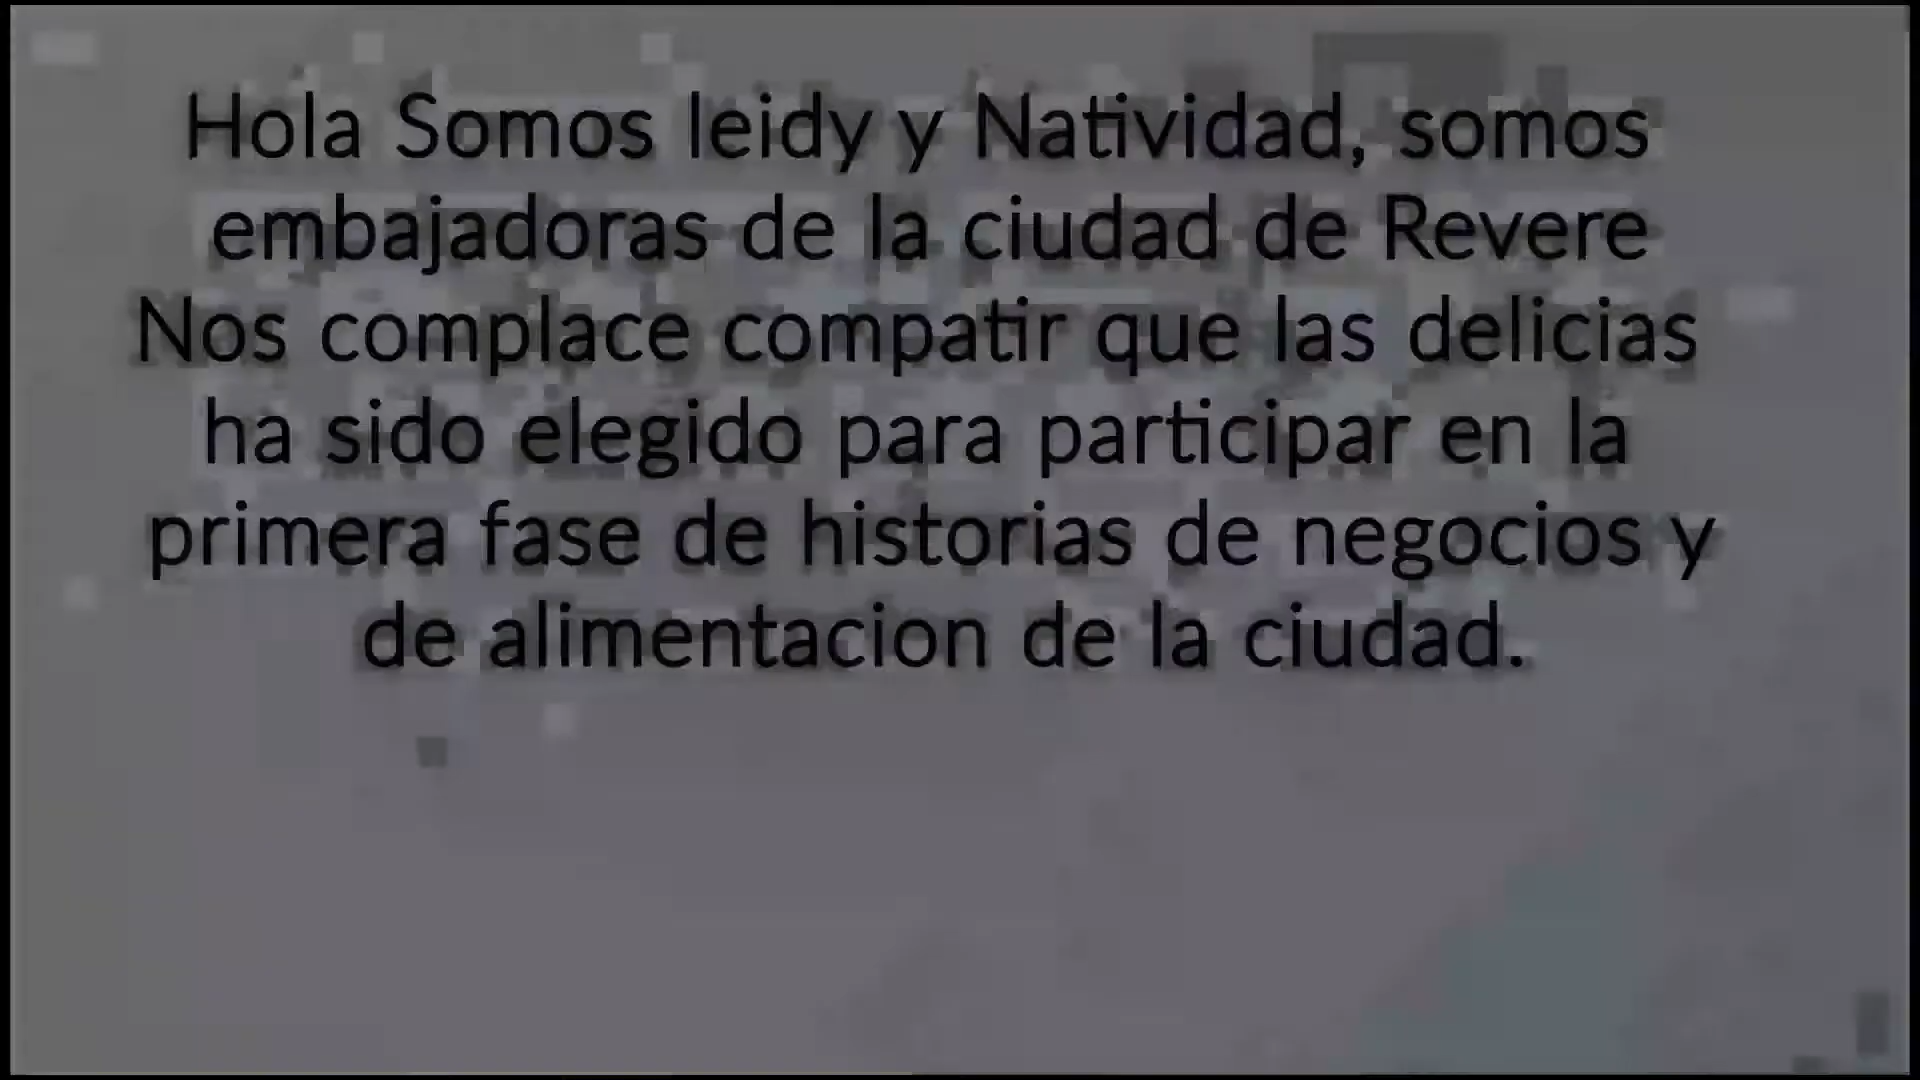 Hola Somos leidy y Natividad, somos
embajadoras de la ciudad de Revere
Nos complace compatir que las delicias
ha sido elegido para participar en la
primera fase de historias de negocios y
de alimentacion de la ciudad.